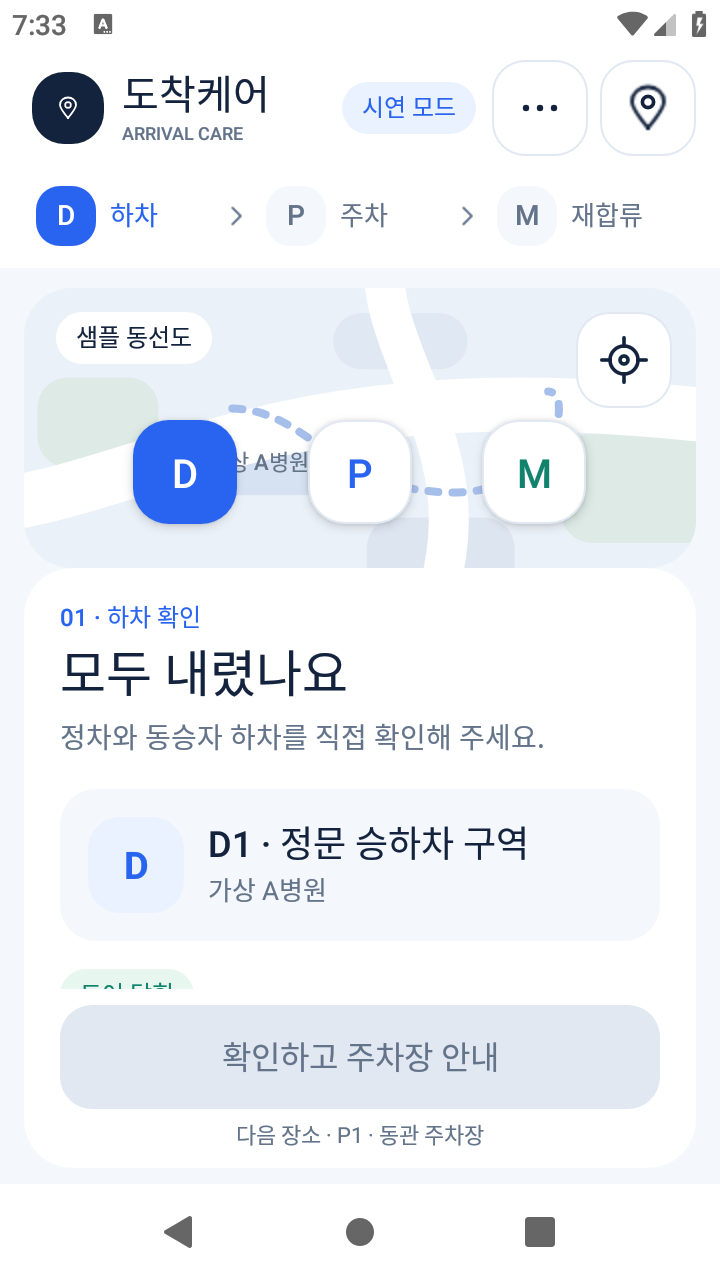 7:33
A
도착케어
ARRIVAL CARE
시연 모드
D 하차
P 주차
M 재합류
샘플 동선도
A병원
D
P
M
01 · 하차 확인
모두 내렸나요
정차와 동승자 하차를 직접 확인해 주세요.
D
D1 · 정문 승하차 구역
가상 A병원
확인하고 주차장 안내
다음 장소 · P1 · 동관 주차장